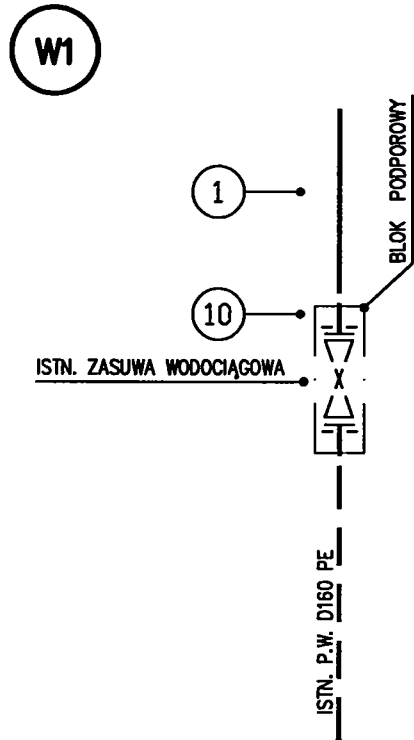 W1
BLOK PODPOROWY
1
10
ISTN. ZASUWA WODOCIĄGOWA
X
ISTN. P.W. D160 PE